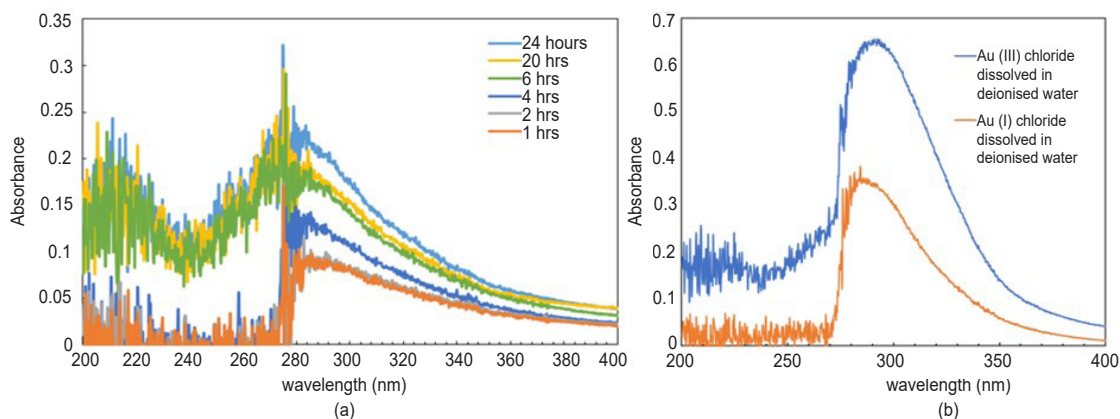 0.35
0.3
0.25
0.2
0.15
0.1
0.05
0
Absorbance
24 hours
20 hrs
6 hrs
4 hrs
2 hrs
1 hrs
200 220 240 260 280 300 320 340 360 380 400
wavelength (nm)
(a)
0.7
0.6
0.5
0.4
0.3
0.2
0.1
0
Absorbance
Au (III) chloride
dissolved in
deionised water
Au (I) chloride
dissolved in
deionised water
200 250 300 350 400
wavelength (nm)
(b)